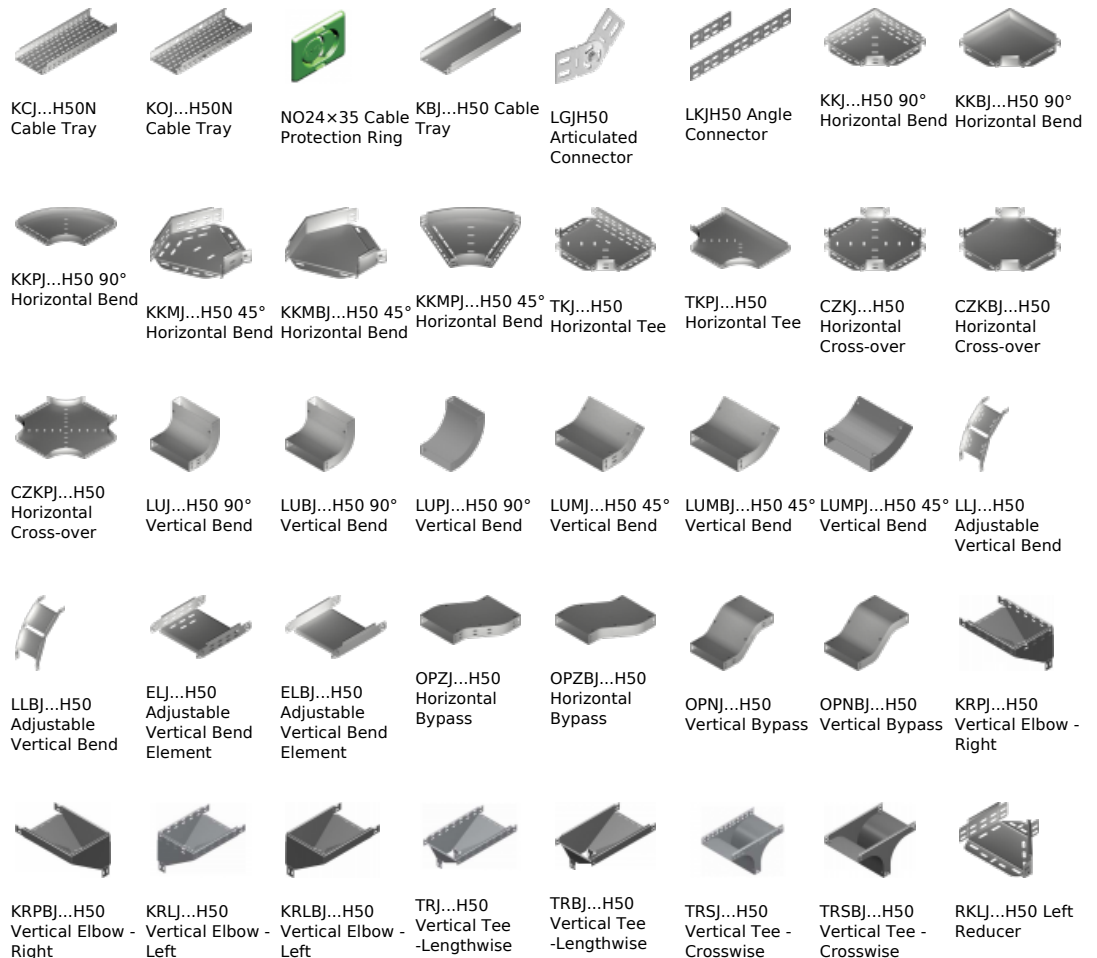 KCJ...H50N
Cable Tray
KOJ...H50N
Cable Tray
NO24×35 Cable
Protection Ring
KBJ...H50 Cable
Tray
LGJH50
Articulated
Connector
LKJH50 Angle
Connector
KKJ...H50 90°
Horizontal Bend
KKBJ...H50 90°
Horizontal Bend
KKPJ...H50 90°
Horizontal Bend
KKMJ...H50 45°
Horizontal Bend
KKMBJ...H50 45°
Horizontal Bend
KKMPJ...H50 45°
Horizontal Bend
TKJ...H50
Horizontal Tee
TKPJ...H50
Horizontal Tee
CZKJ...H50
Horizontal
Cross-over
CZKBJ...H50
Horizontal
Cross-over
CZKPJ...H50
Horizontal
Cross-over
LUJ...H50 90°
Vertical Bend
LUBJ...H50 90°
Vertical Bend
LUPJ...H50 90°
Vertical Bend
LUMJ...H50 45°
Vertical Bend
LUMBJ...H50 45°
Vertical Bend
LUMPJ...H50 45°
Vertical Bend
LLJ...H50
Adjustable
Vertical Bend
LLBJ...H50
Adjustable
Vertical Bend
ELJ...H50
Adjustable
Vertical Bend
Element
ELBJ...H50
Adjustable
Vertical Bend
Element
OPZJ...H50
Horizontal
Bypass
OPZBJ...H50
Horizontal
Bypass
OPNJ...H50
Vertical Bypass
OPNBJ...H50
Vertical Bypass
KRPJ...H50
Vertical Elbow -
Right
KRPBJ...H50
Vertical Elbow -
Right
KRLJ...H50
Vertical Elbow -
Left
KRLBJ...H50
Vertical Elbow -
Left
TRJ...H50
Vertical Tee
-Lengthwise
TRBJ...H50
Vertical Tee
-Lengthwise
TRSJ...H50
Vertical Tee -
Crosswise
TRSBJ...H50
Vertical Tee -
Crosswise
RKLJ...H50 Left
Reducer